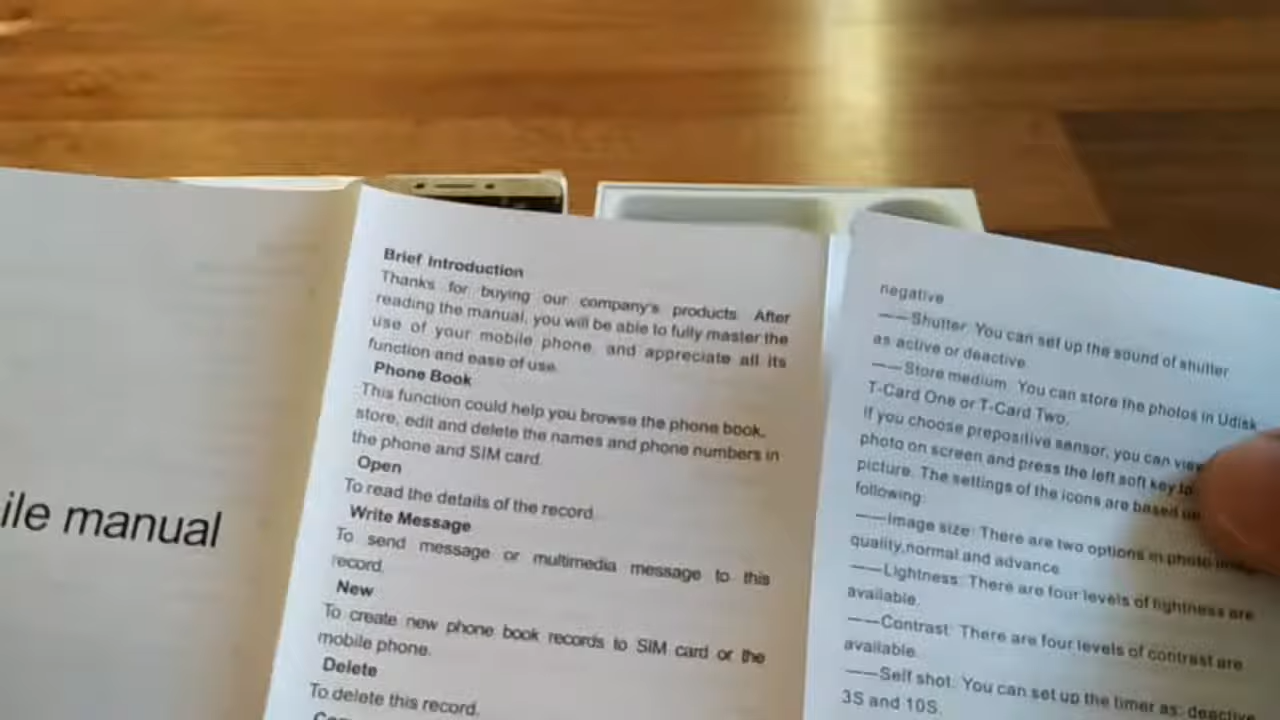 ile manual
Brief Introduction
Thanks for buying our company's products. After
reading the manual, you will be able to fully master the
use of your mobile phone, and appreciate all its
function and ease of use.
Phone Book
This function could help you browse the phone book,
store, edit and delete the names and phone numbers in
the phone and SIM card.
Open
To read the details of the record.
Write Message
To send message or multimedia message to this
record.
New
To create new phone book records to SIM card or the
mobile phone.
Delete
To delete this record.
negative
——Shutter: You can set up the sound of shutter
as active or deactive.
——Store medium: You can store the photos in Udisk
T-Card One or T-Card Two.
If you choose prepositive sensor, you can view
photo on screen and press the left soft key to
picture. The settings of the icons are based
following:
——Image size: There are two options in photo
quality,normal and advance.
——Lightness: There are four levels of lightness are
available.
——Contrast: There are four levels of contrast are
available.
——Self shot: You can set up the timer as: deactive
3S and 10S.